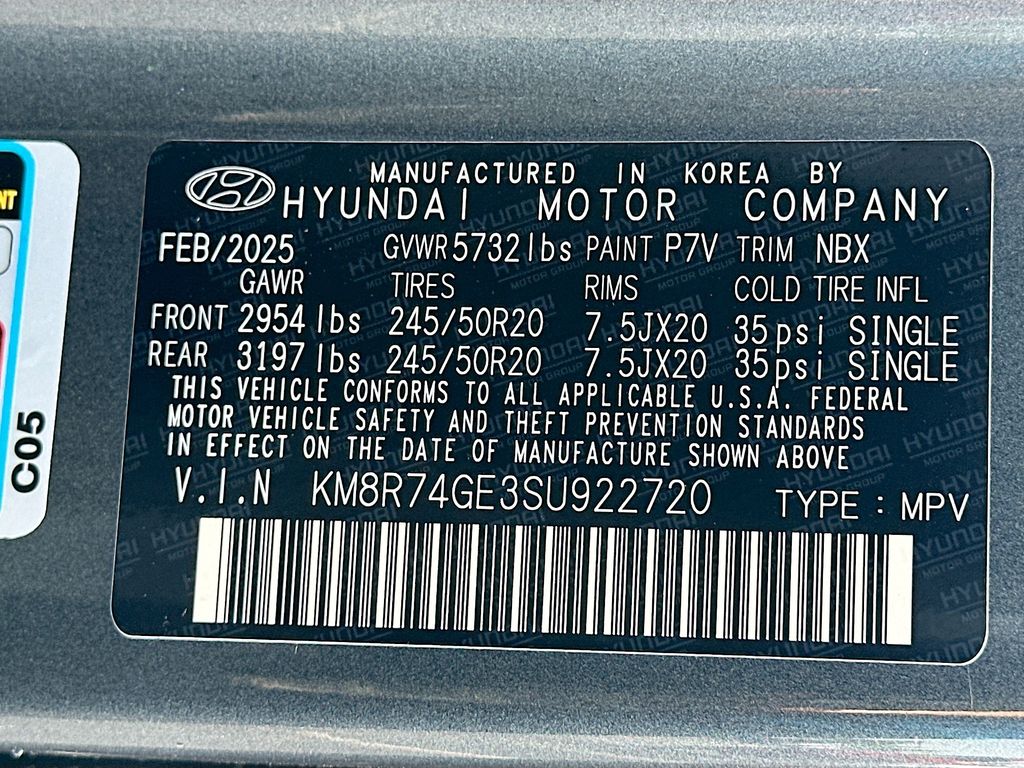 MANUFACTURED IN KOREA BY
HYUNDAI MOTOR COMPANY
FEB/2025 GVWR 5732 lbs PAINT P7V TRIM NBX
GAWR TIRES RIMS COLD TIRE INFL
FRONT 2954 lbs 245/50R20 7.5JX20 35psi SINGLE
REAR 3197 lbs 245/50R20 7.5JX20 35psi SINGLE
THIS VEHICLE CONFORMS TO ALL APPLICABLE U.S.A. FEDERAL
MOTOR VEHICLE SAFETY AND THEFT PREVENTION STANDARDS
IN EFFECT ON THE DATE OF MANUFACTURE SHOWN ABOVE
V.I.N KM8R74GE3SU922720 TYPE : MPV
C05